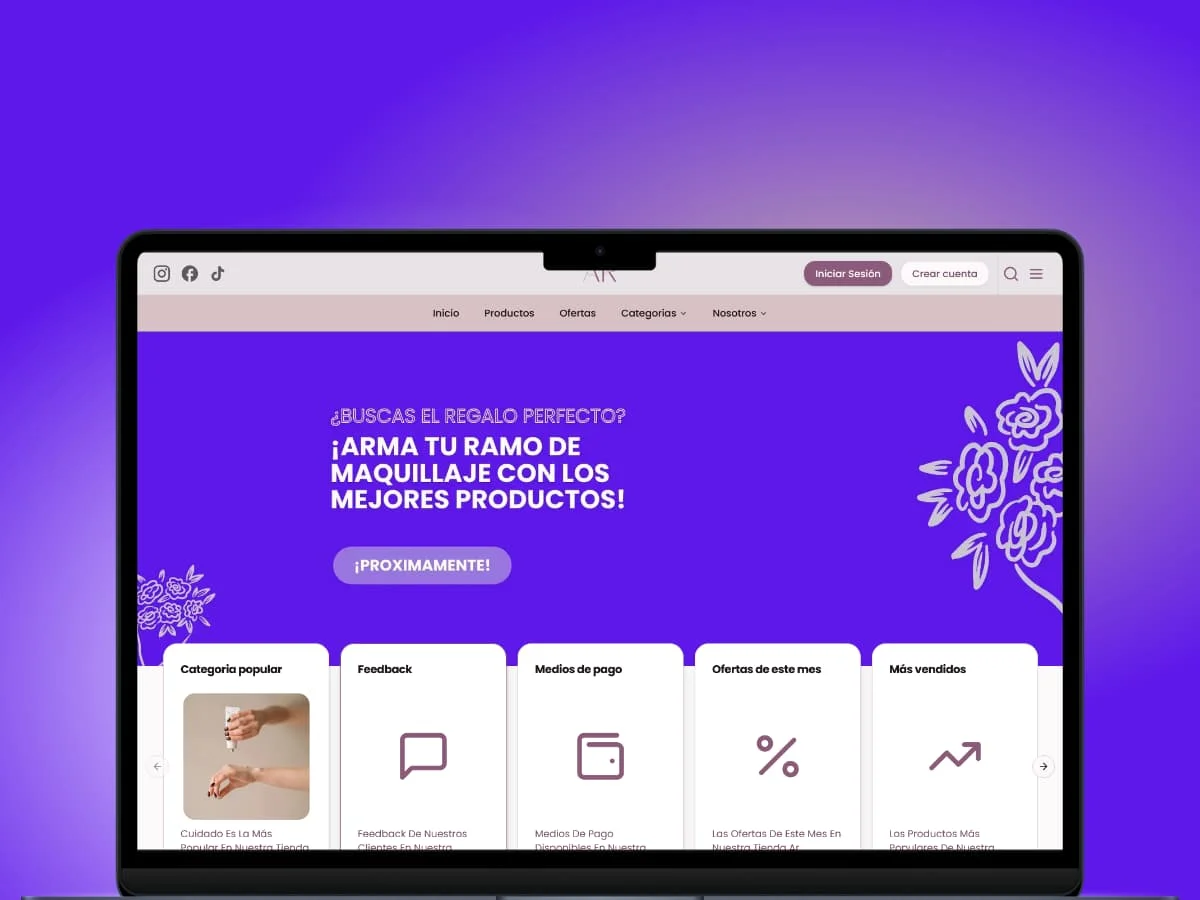 AR
Iniciar Sesión
Crear cuenta
Inicio
Productos
Ofertas
Categorias
Nosotros
¿BUSCAS EL REGALO PERFECTO?
¡ARMA TU RAMO DE
MAQUILLAJE CON LOS
MEJORES PRODUCTOS!
¡PROXIMAMENTE!
Categoria popular
Cuidado Es La Más
Popular En Nuestra Tienda
Feedback
Feedback De Nuestros
Clientes En Nuestra
Medios de pago
Medios De Pago
Disponibles En Nuestra
Ofertas de este mes
Las Ofertas De Este Mes En
Nuestra Tienda Ar
Más vendidos
Los Productos Más
Populares De Nuestra